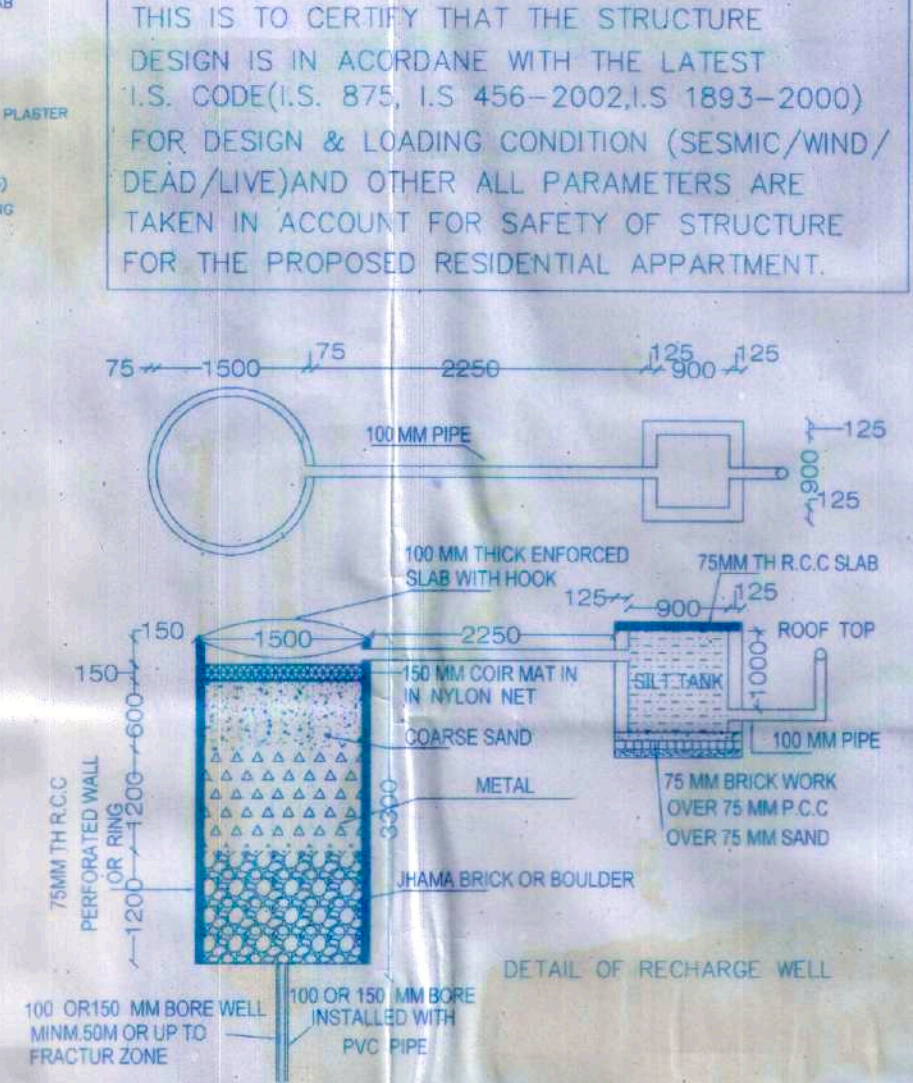 AB
PLASTER
NG
THIS IS TO CERTIFY THAT THE STRUCTURE
DESIGN IS IN ACORDANE WITH THE LATEST
I.S. CODE(I.S. 875, I.S 456-2002,I.S 1893-2000)
FOR DESIGN & LOADING CONDITION (SESMIC/WIND/
DEAD/LIVE)AND OTHER ALL PARAMETERS ARE
TAKEN IN ACCOUNT FOR SAFETY OF STRUCTURE
FOR THE PROPOSED RESIDENTIAL APPARTMENT.
75 1500 75 2250 125 900 125
100 MM PIPE
125
900
125
100 MM THICK ENFORCED
SLAB WITH HOOK
75MM TH R.C.C SLAB
125 900 125
150 1500 2250
ROOF TOP
150
150 MM COIR MAT IN
IN NYLON NET
SILT TANK
1000
600
COARSE SAND
100 MM PIPE
METAL
1200
3300
75 MM BRICK WORK
OVER 75 MM P.C.C
OVER 75 MM SAND
75MM TH R.C.C
PERFORATED WALL
OR RING
1200
JHAMA BRICK OR BOULDER
DETAIL OF RECHARGE WELL
100 OR150 MM BORE WELL
MINM.50M OR UP TO
FRACTUR ZONE
100 OR 150 MM BORE
INSTALLED WITH
PVC PIPE